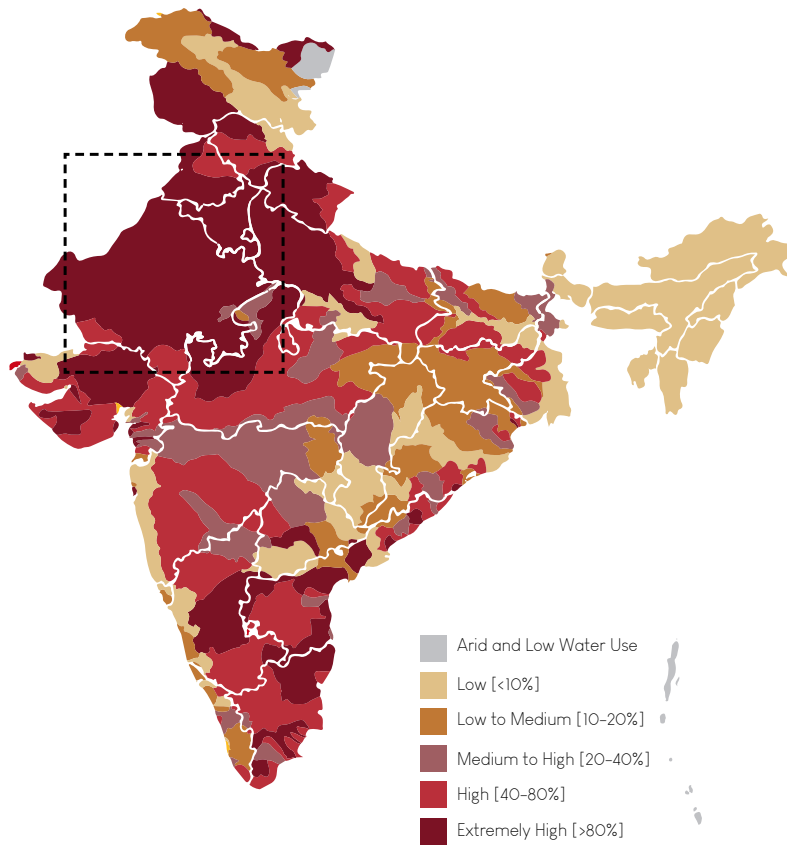 Arid and Low Water Use
Low [<10%]
Low to Medium [10-20%]
Medium to High [20-40%]
High [40-80%]
Extremely High [>80%]